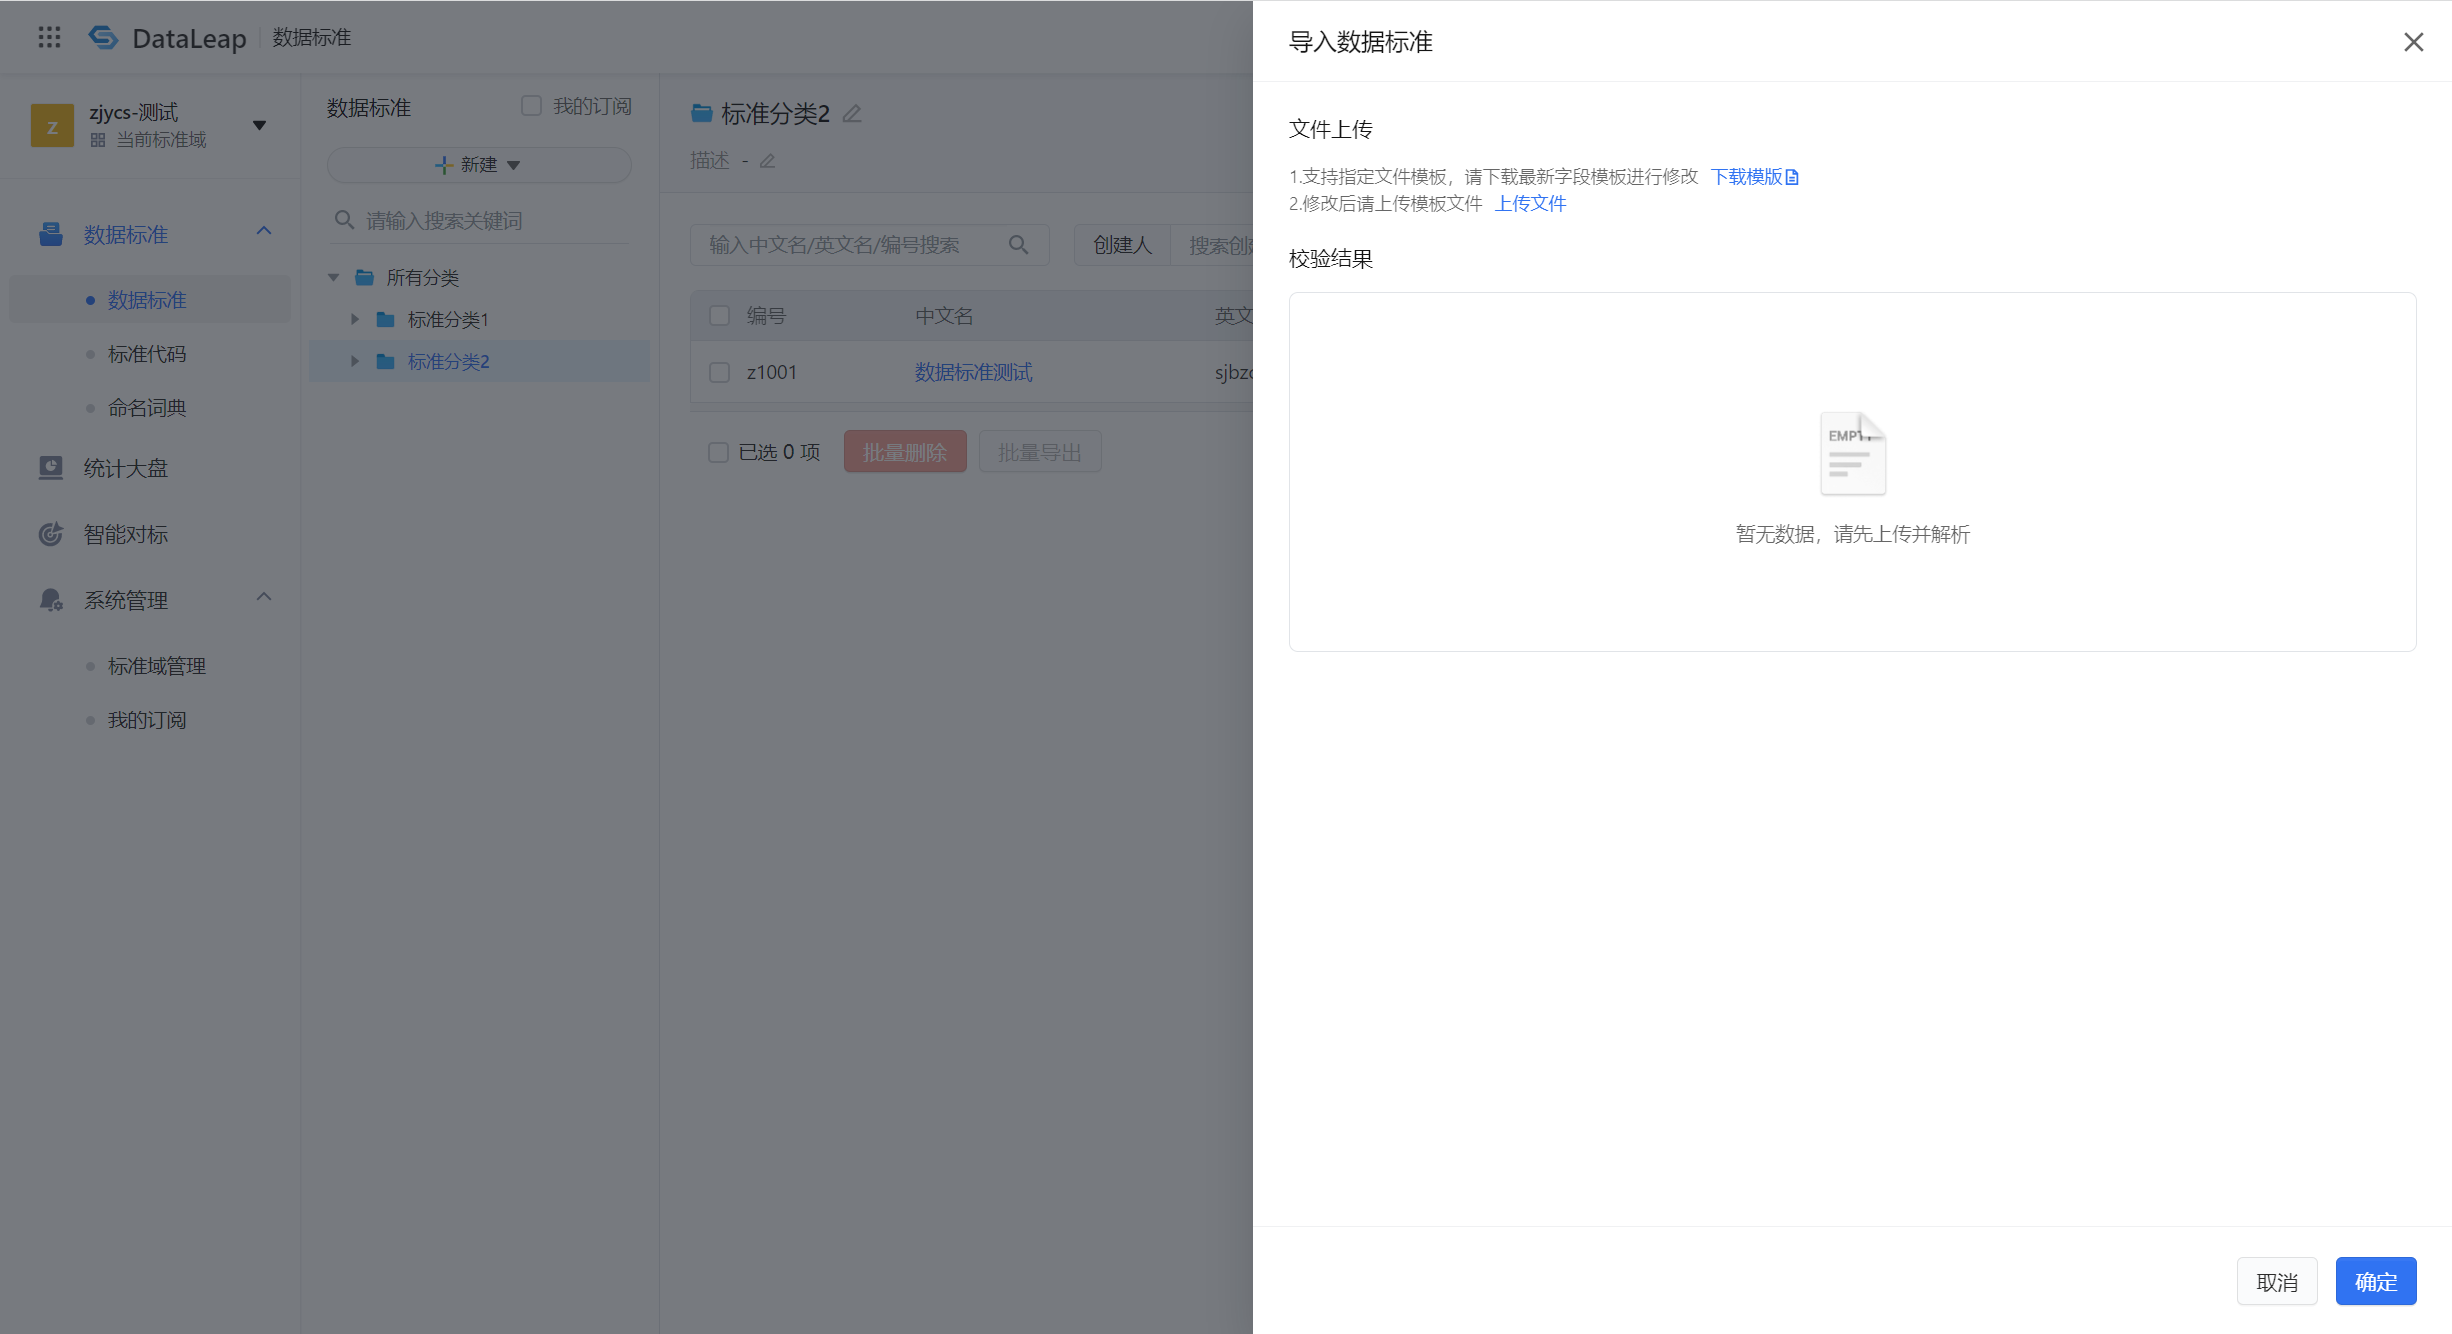 DataLeap 数据标准
z
zjycs-测试
当前标准域
数据标准
数据标准
标准代码
命名词典
统计大盘
智能对标
系统管理
标准域管理
我的订阅
数据标准 我的订阅
新建
请输入搜索关键词
所有分类
标准分类1
标准分类2
标准分类2
描述 -
输入中文名/英文名/编号搜索 创建人 搜索创
编号 中文名 英文
z1001 数据标准测试 sjbz
已选 0 项 批量删除 批量导出
导入数据标准
文件上传
1.支持指定文件模板，请下载最新字段模板进行修改 下载模版
2.修改后请上传模板文件 上传文件
校验结果
EMPTY
暂无数据，请先上传并解析
取消 确定